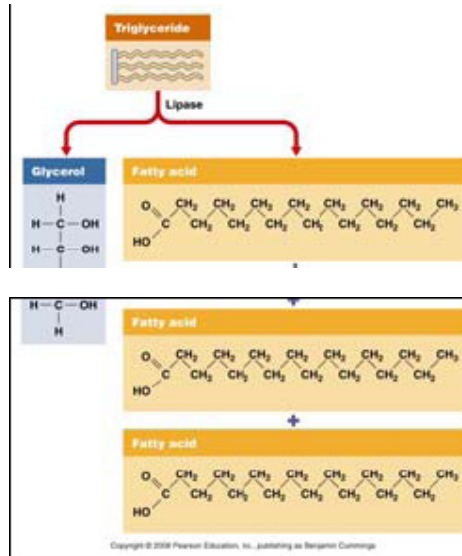 Triglyceride
Lipase
Glycerol
H
H—C—OH
H—C—OH
Fatty acid
O CH₂ CH₂ CH₂ CH₂ CH₂ CH₂ CH₂ CH₃
C CH₂ CH₂ CH₂ CH₂ CH₂ CH₂ CH₂
HO
+
H—C—OH
H
+
Fatty acid
O CH₂ CH₂ CH₂ CH₂ CH₂ CH₂ CH₂ CH₃
C CH₂ CH₂ CH₂ CH₂ CH₂ CH₂ CH₂
HO
+
Fatty acid
O CH₂ CH₂ CH₂ CH₂ CH₂ CH₂ CH₂ CH₃
C CH₂ CH₂ CH₂ CH₂ CH₂ CH₂ CH₂
HO
Copyright © 2008 Pearson Education, Inc., publishing as Benjamin Cummings